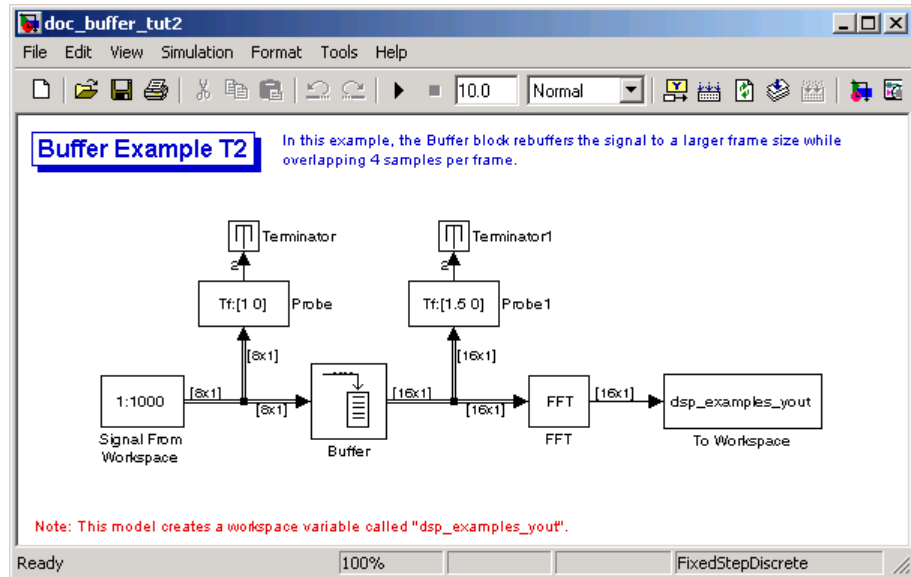 doc_buffer_tut2
File Edit View Simulation Format Tools Help
10.0 Normal
Buffer Example T2
In this example, the Buffer block rebuffers the signal to a larger frame size while
overlapping 4 samples per frame.
Terminator
Terminator1
2
2
Tf:[1 0]
Probe
Tf:[1.5 0]
Probe1
[8x1]
[16x1]
1:1000
[8x1]
[8x1]
[16x1]
[16x1]
FFT
[16x1]
dsp_examples_yout
Signal From
Workspace
Buffer
FFT
To Workspace
Note: This model creates a workspace variable called "dsp_examples_yout".
Ready
100%
FixedStepDiscrete